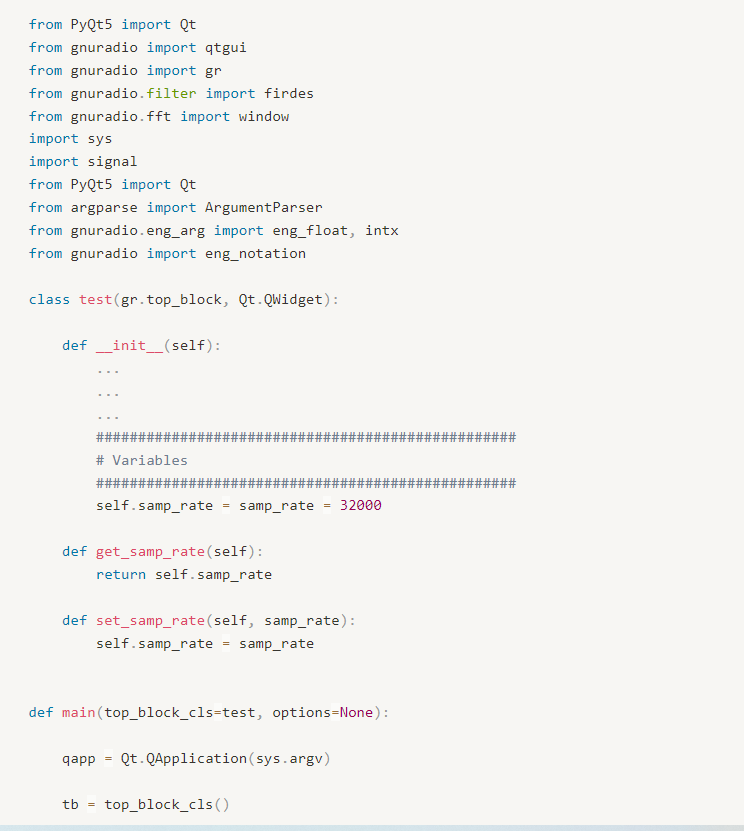 from PyQt5 import Qt
from gnuradio import qtgui
from gnuradio import gr
from gnuradio.filter import firdes
from gnuradio.fft import window
import sys
import signal
from PyQt5 import Qt
from argparse import ArgumentParser
from gnuradio.eng_arg import eng_float, intx
from gnuradio import eng_notation

class test(gr.top_block, Qt.QWidget):

    def __init__(self):
        ...
        ...
        ...
        ##################################################
        # Variables
        ##################################################
        self.samp_rate = samp_rate = 32000

    def get_samp_rate(self):
        return self.samp_rate

    def set_samp_rate(self, samp_rate):
        self.samp_rate = samp_rate


def main(top_block_cls=test, options=None):

    qapp = Qt.QApplication(sys.argv)

    tb = top_block_cls()